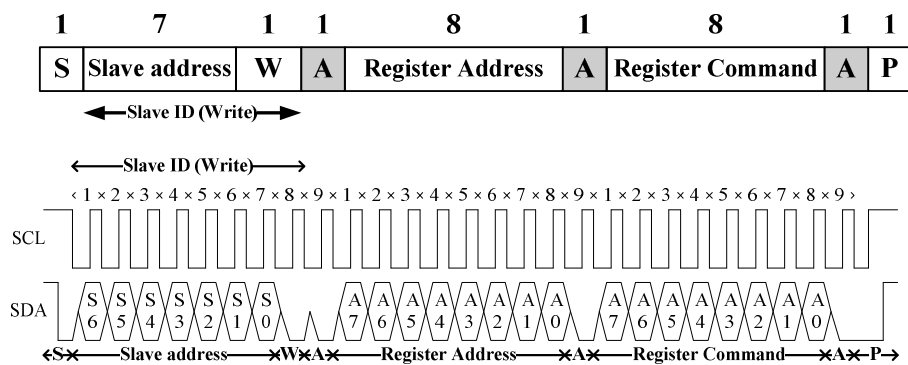 1 7 1 1 8 1 8 1 1
S Slave address W A Register Address A Register Command A P
Slave ID (Write)
Slave ID (Write)
‹ 1 × 2 × 3 × 4 × 5 × 6 × 7 × 8 × 9 × 1 × 2 × 3 × 4 × 5 × 6 × 7 × 8 × 9 × 1 × 2 × 3 × 4 × 5 × 6 × 7 × 8 × 9 ›
SCL
SDA S6 S5 S4 S3 S2 S1 S0 A7 A6 A5 A4 A3 A2 A1 A0 A7 A6 A5 A4 A3 A2 A1 A0
S Slave address W A Register Address A Register Command A P